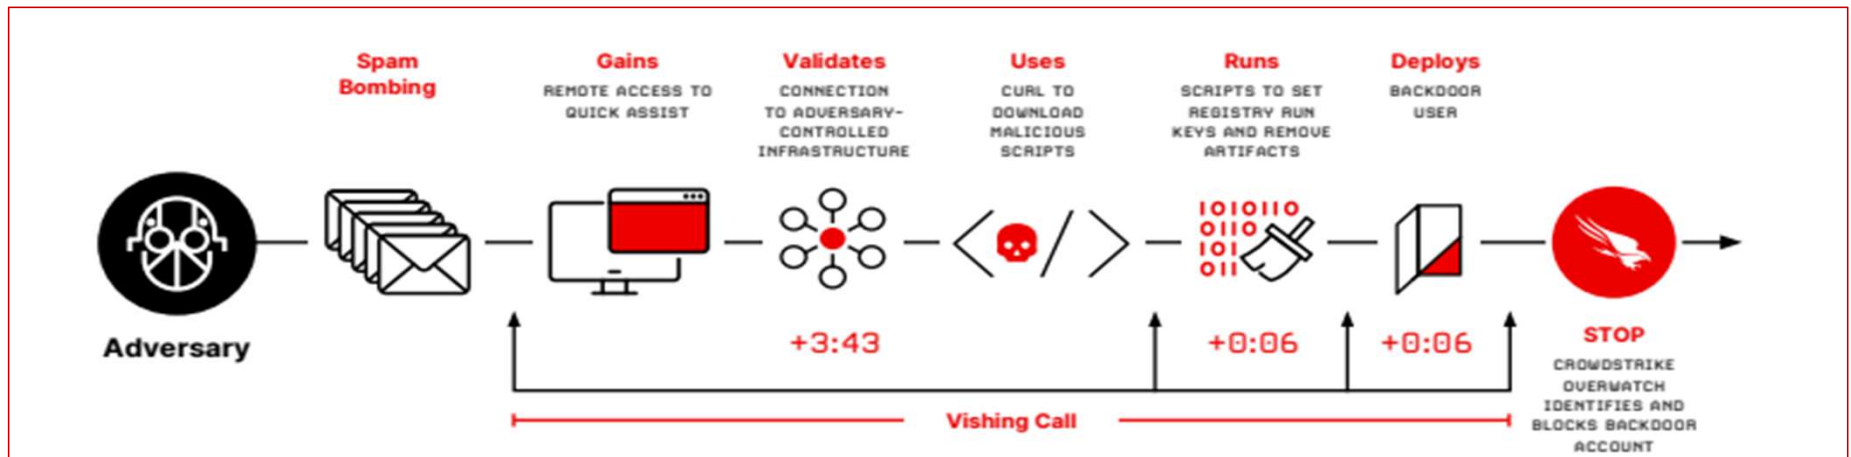 Spam
Bombing
Gains
REMOTE ACCESS TO
QUICK ASSIST
Validates
CONNECTION
TO ADVERSARY-
CONTROLLED
INFRASTRUCTURE
Uses
CURL TO
DOWNLOAD
MALICIOUS
SCRIPTS
Runs
SCRIPTS TO SET
REGISTRY RUN
KEYS AND REMOVE
ARTIFACTS
Deploys
BACKDOOR
USER
1010110
0110
101
011
Adversary
+3:43
+0:06
+0:06
Vishing Call
STOP
CROWDSTRIKE
OVERWATCH
IDENTIFIES AND
BLOCKS BACKDOOR
ACCOUNT